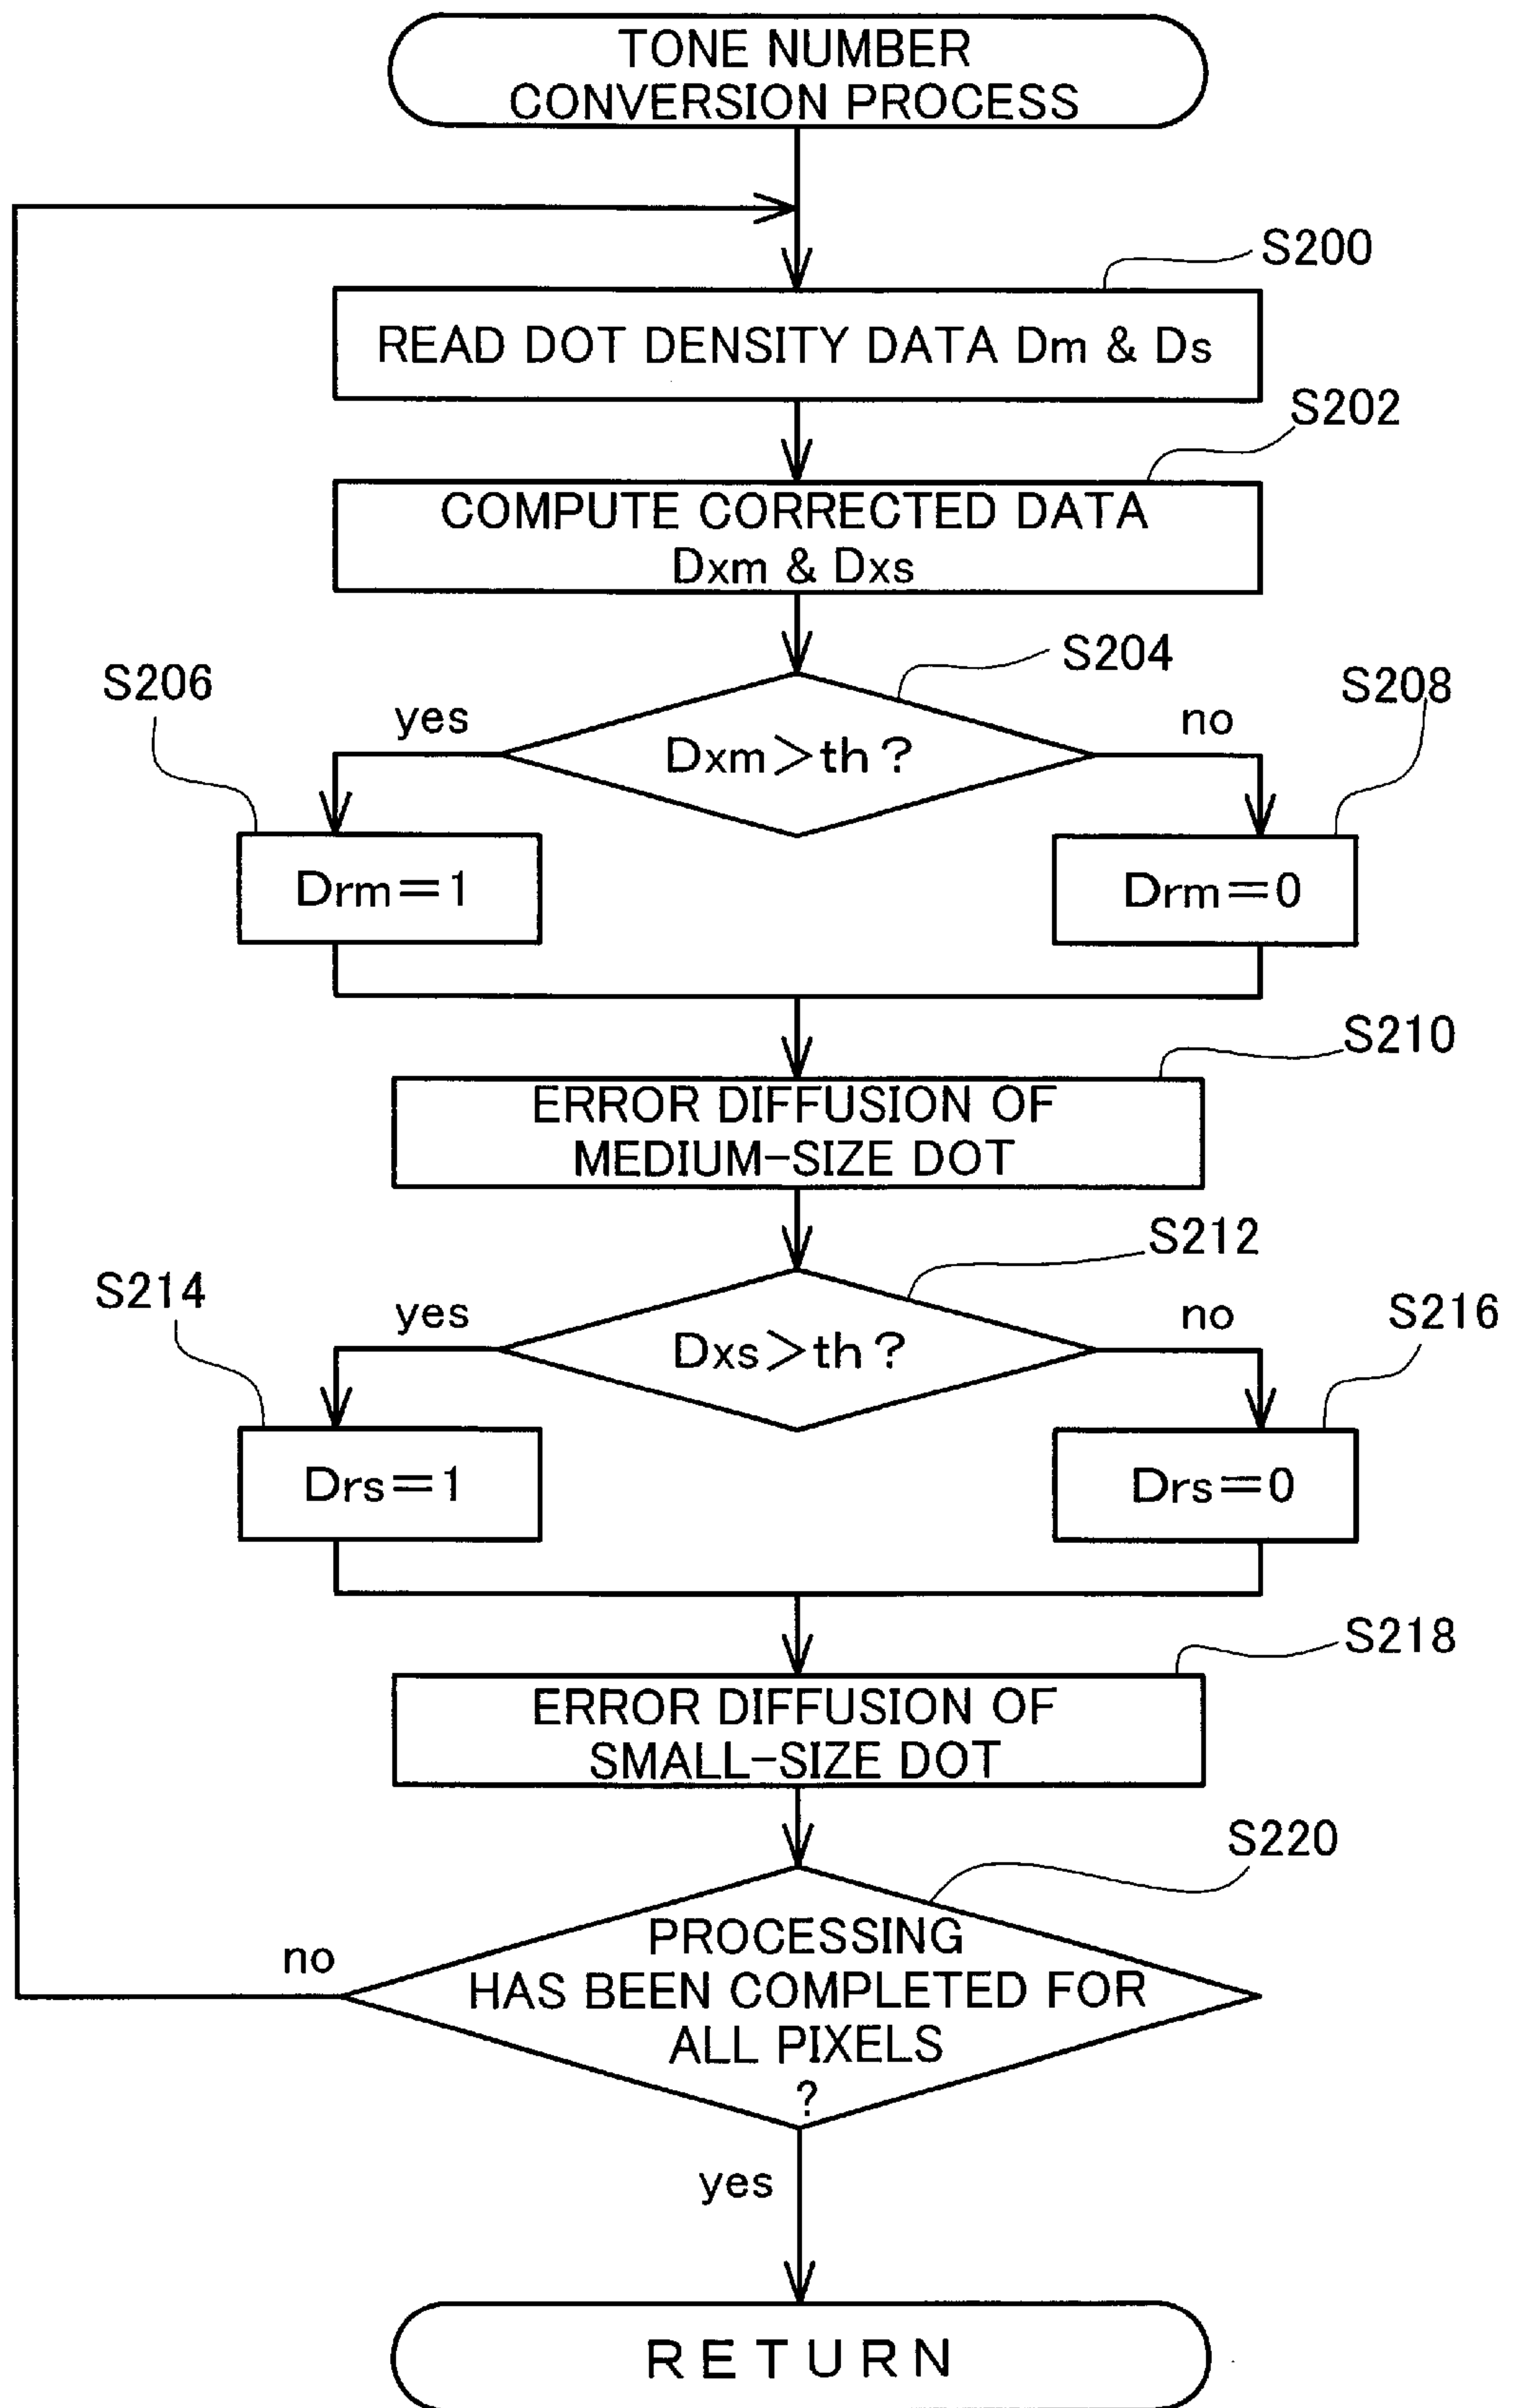 TONE NUMBER
CONVERSION PROCESS
S200
READ DOT DENSITY DATA Dm & Ds
S202
COMPUTE CORRECTED DATA
Dxm & Dxs
S204
S206
S208
yes
no
Dxm>th?
Drm=1
Drm=0
S210
ERROR DIFFUSION OF
MEDIUM-SIZE DOT
S212
S214
S216
yes
no
Dxs>th?
Drs=1
Drs=0
S218
ERROR DIFFUSION OF
SMALL-SIZE DOT
S220
PROCESSING
no
HAS BEEN COMPLETED FOR
ALL PIXELS
?
yes
RETURN